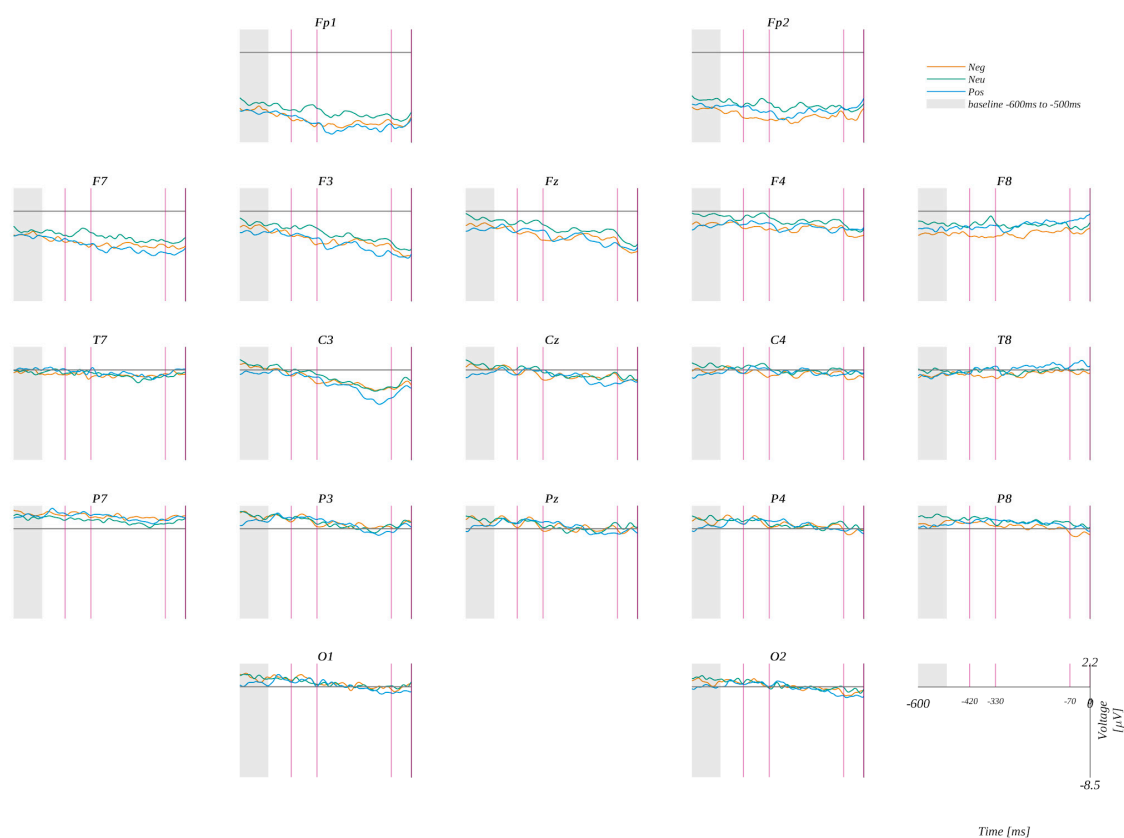 Fp1
Fp2
Neg
Neu
Pos
baseline -600ms to -500ms
F7
F3
Fz
F4
F8
T7
C3
Cz
C4
T8
P7
P3
Pz
P4
P8
O1
O2
2.2
-600
-420
-330
-70
0
Voltage
[µV]
-8.5
Time [ms]